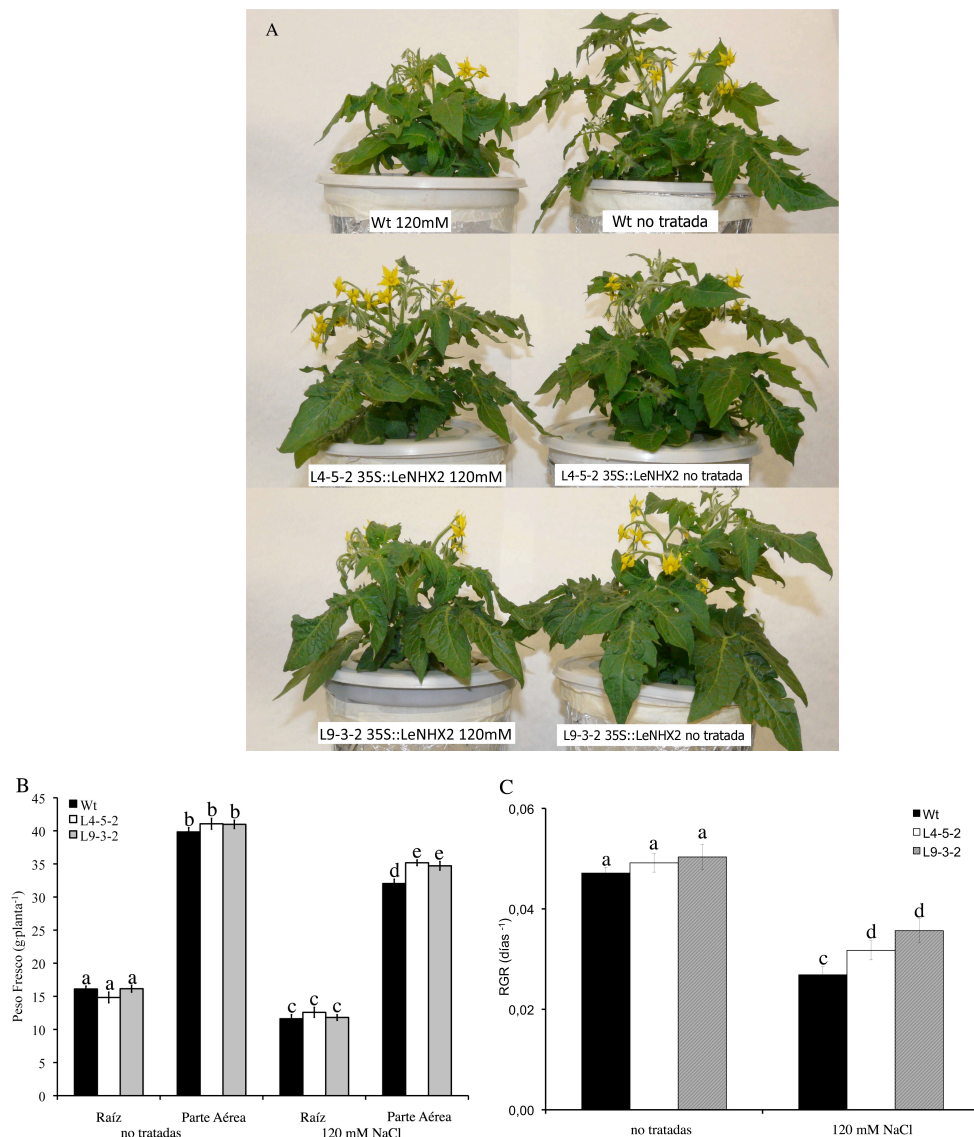 A
Wt 120mM
Wt no tratada
L4-5-2 35S::LeNHX2 120mM
L4-5-2 35S::LeNHX2 no tratada
L9-3-2 35S::LeNHX2 120mM
L9-3-2 35S::LeNHX2 no tratada
B
Peso Fresco (g·planta⁻¹)
45
40
35
30
25
20
15
10
5
0
Wt
L4-5-2
L9-3-2
a a a
b b b
c c c
d e e
Raíz Parte Aérea Raíz Parte Aérea
no tratadas 120 mM NaCl
C
RGR (días ⁻¹)
0,06
0,04
0,02
0,00
Wt
L4-5-2
L9-3-2
a a a
c d d
no tratadas 120 mM NaCl